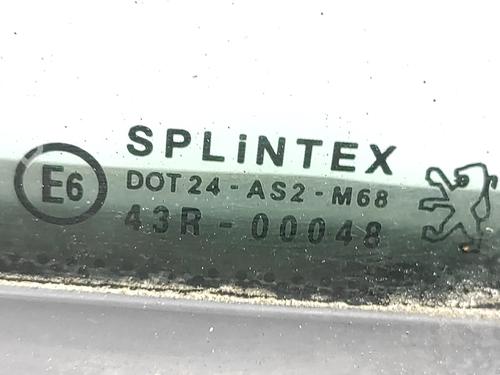 SPLiNTEX
E6
DOT 24 - AS2 - M68
43R - 00048